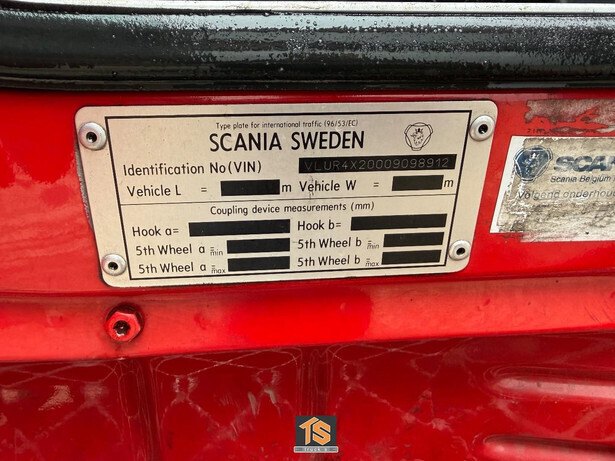 Type plate for international traffic (96/53/EC)
SCANIA SWEDEN
Identification No (VIN) VLUR4X20009098912
Vehicle L = m Vehicle W = m
Coupling device measurements (mm)
Hook a= Hook b=
5th Wheel a = min 5th Wheel b = min
5th Wheel a = max 5th Wheel b = max
SCANIA
Scania Belgium
Volgend onderhoud
TS